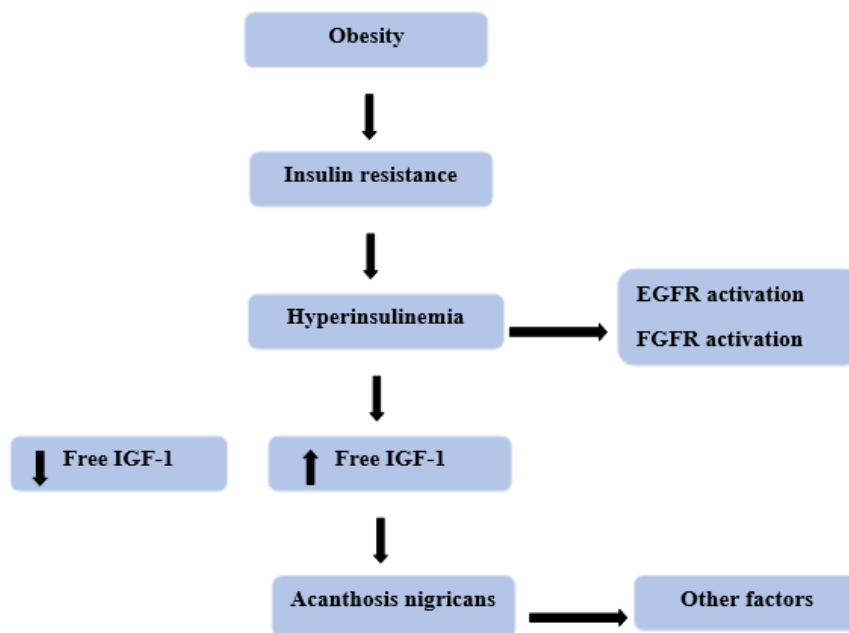 Obesity
Insulin resistance
Hyperinsulinemia
EGFR activation
FGFR activation
Free IGF-1
Free IGF-1
Acanthosis nigricans
Other factors